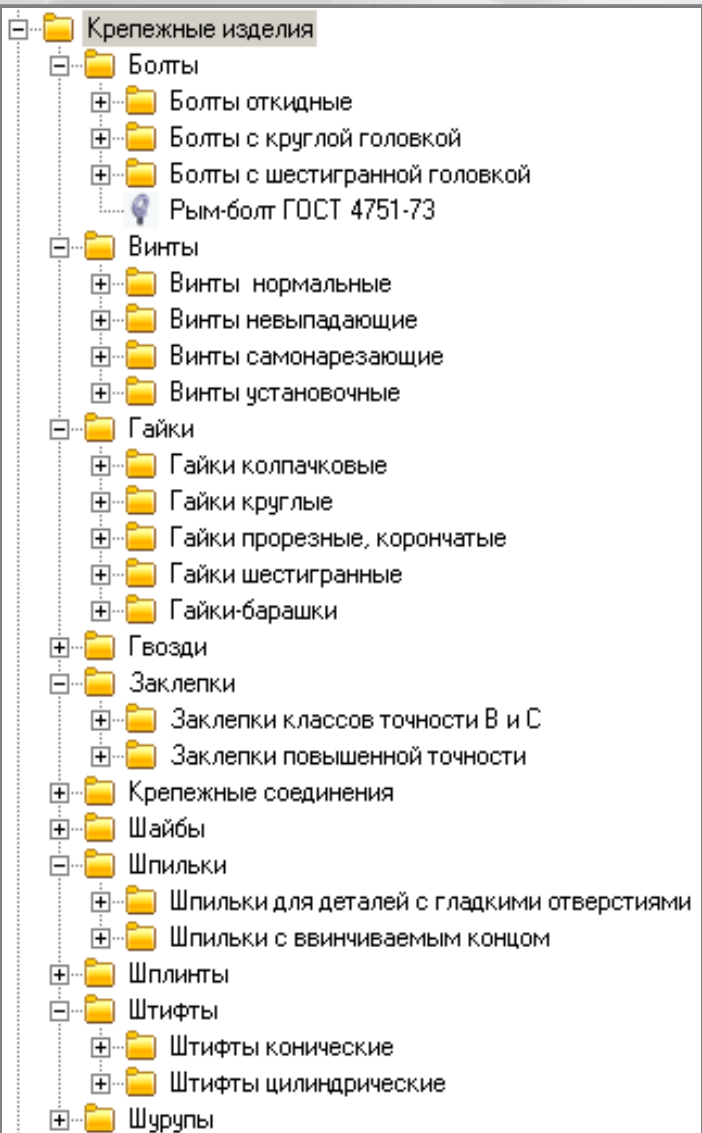 Крепежные изделия
Болты
Болты откидные
Болты с круглой головкой
Болты с шестигранной головкой
Рым-болт ГОСТ 4751-73
Винты
Винты  нормальные
Винты невыпадающие
Винты самонарезающие
Винты установочные
Гайки
Гайки колпачковые
Гайки круглые
Гайки прорезные, корончатые
Гайки шестигранные
Гайки-барашки
Гвозди
Заклепки
Заклепки классов точности В и С
Заклепки повышенной точности
Крепежные соединения
Шайбы
Шпильки
Шпильки для деталей с гладкими отверстиями
Шпильки с ввинчиваемым концом
Шплинты
Штифты
Штифты конические
Штифты цилиндрические
Шурупы